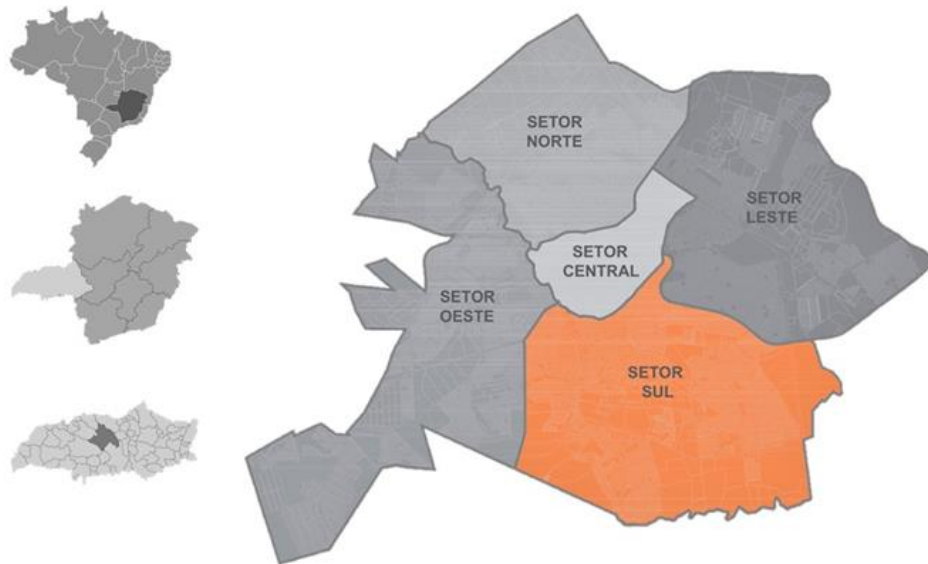 SETOR
NORTE
SETOR
LESTE
SETOR
CENTRAL
SETOR
OESTE
SETOR
SUL